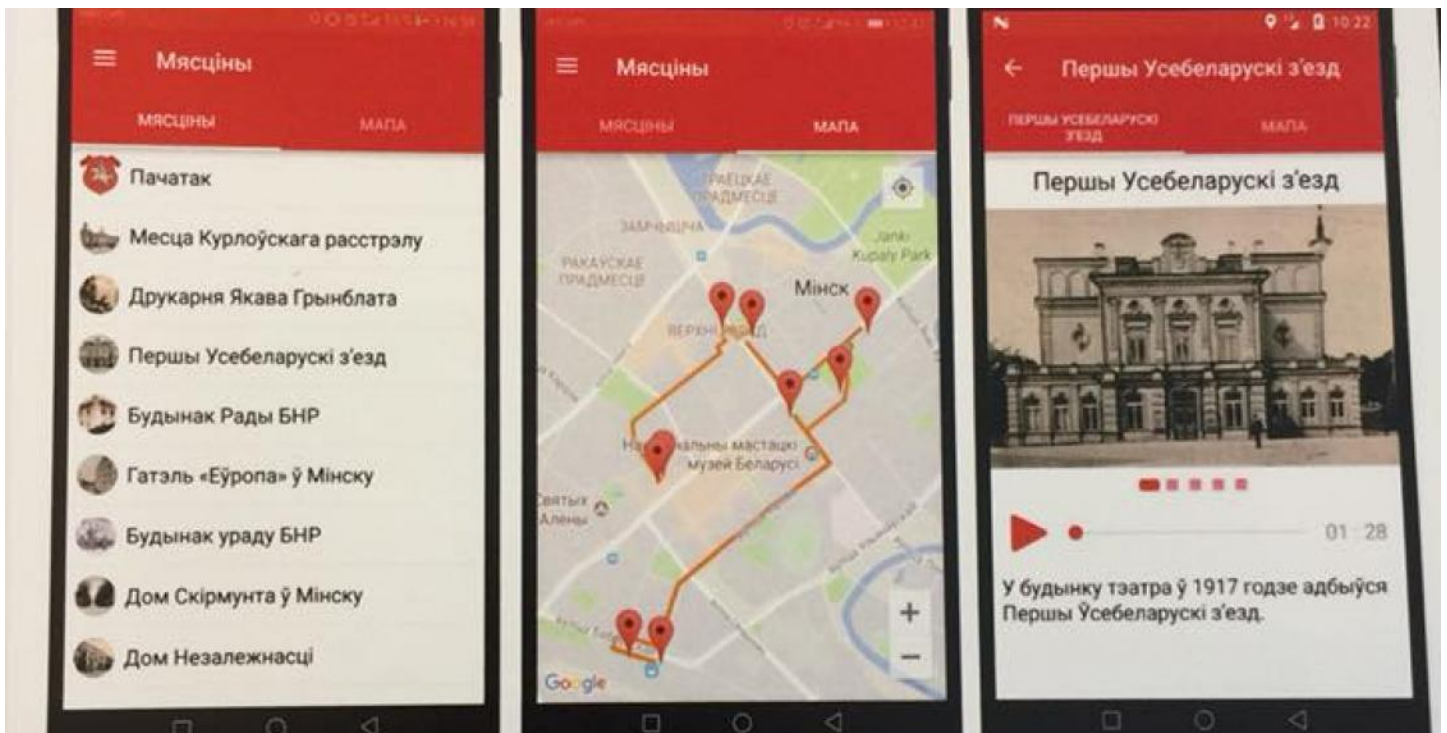 Мясціны
МЯСЦІНЫ
МАПА
Пачатак
Месца Курлоўскага расстрэлу
Друкарня Якава Грынблата
Першы Усебеларускі з'езд
Будынак Рады БНР
Гатэль «Еўропа» ў Мінску
Будынак ураду БНР
Дом Скірмунта ў Мінску
Дом Незалежнасці
Мясціны
МЯСЦІНЫ
МАПА
ТРАЕЦКАЕ
ПРАДМЕСЦЕ
ЗАМЧЫШЧА
Janki
Kupaly Park
РАКАЎСКАЕ
ПРАДМЕСЦЕ
Мінск
ВЕРХНІ
мастацкі
музей Беларусі
Святых
Алены
Google
10:22
Першы Усебеларускі з'езд
ПЕРШЫ УСЕБЕЛАРУСКІ
З'ЕЗД
МАПА
Першы Усебеларускі з'езд
01 : 28
У будынку тэатра ў 1917 годзе адбыўся
Першы Ўсебеларускі з'езд.